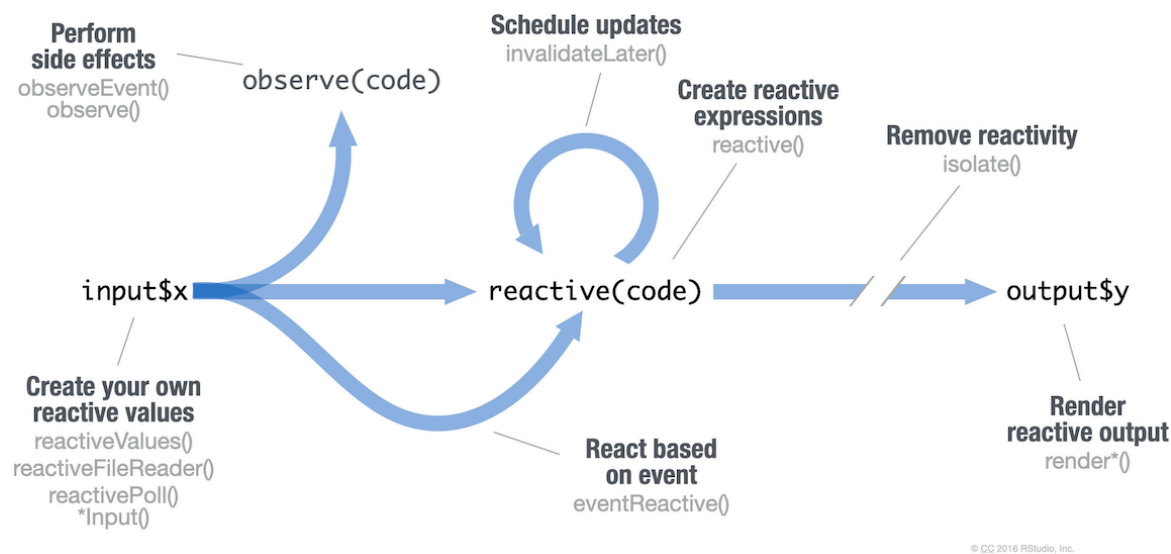 Perform
side effects
observeEvent()
observe()
observe(code)
Schedule updates
invalidateLater()
Create reactive
expressions
reactive()
Remove reactivity
isolate()
input$x
reactive(code)
output$y
Create your own
reactive values
reactiveValues()
reactiveFileReader()
reactivePoll()
*Input()
React based
on event
eventReactive()
Render
reactive output
render*()
© CC 2016 RStudio, Inc.